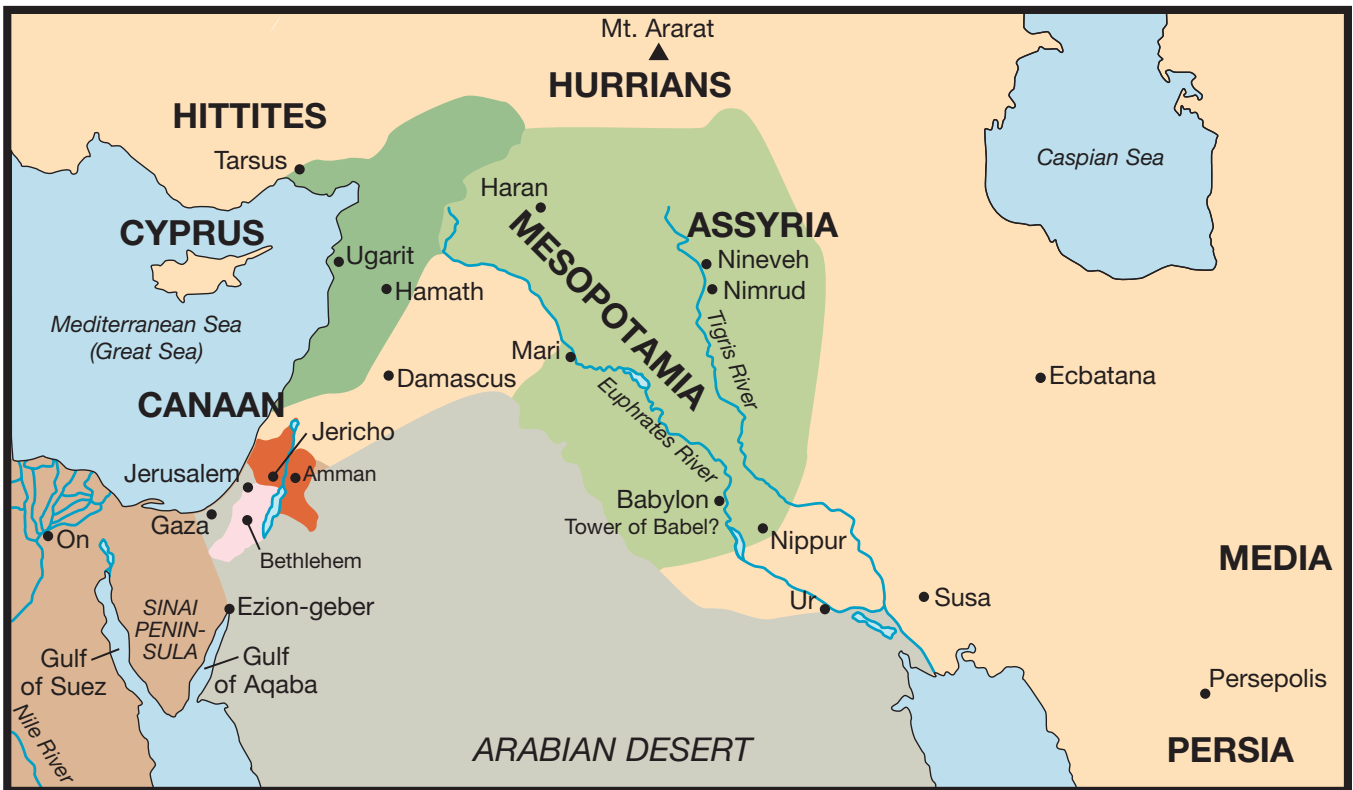 Mt. Ararat
HURRIANS
HITTITES
Tarsus
Caspian Sea
Haran
CYPRUS
ASSYRIA
MESOPOTAMIA
Ugarit
Nineveh
Hamath
Nimrud
Mediterranean Sea
(Great Sea)
Tigris River
Mari
Damascus
Ecbatana
Euphrates River
CANAAN
Jericho
Jerusalem
Amman
Babylon
Tower of Babel?
Gaza
On
Nippur
Bethlehem
MEDIA
Ezion-geber
Ur
Susa
SINAI
PENIN-
SULA
Gulf
of Suez
Gulf
of Aqaba
Persepolis
Nile River
ARABIAN DESERT
PERSIA